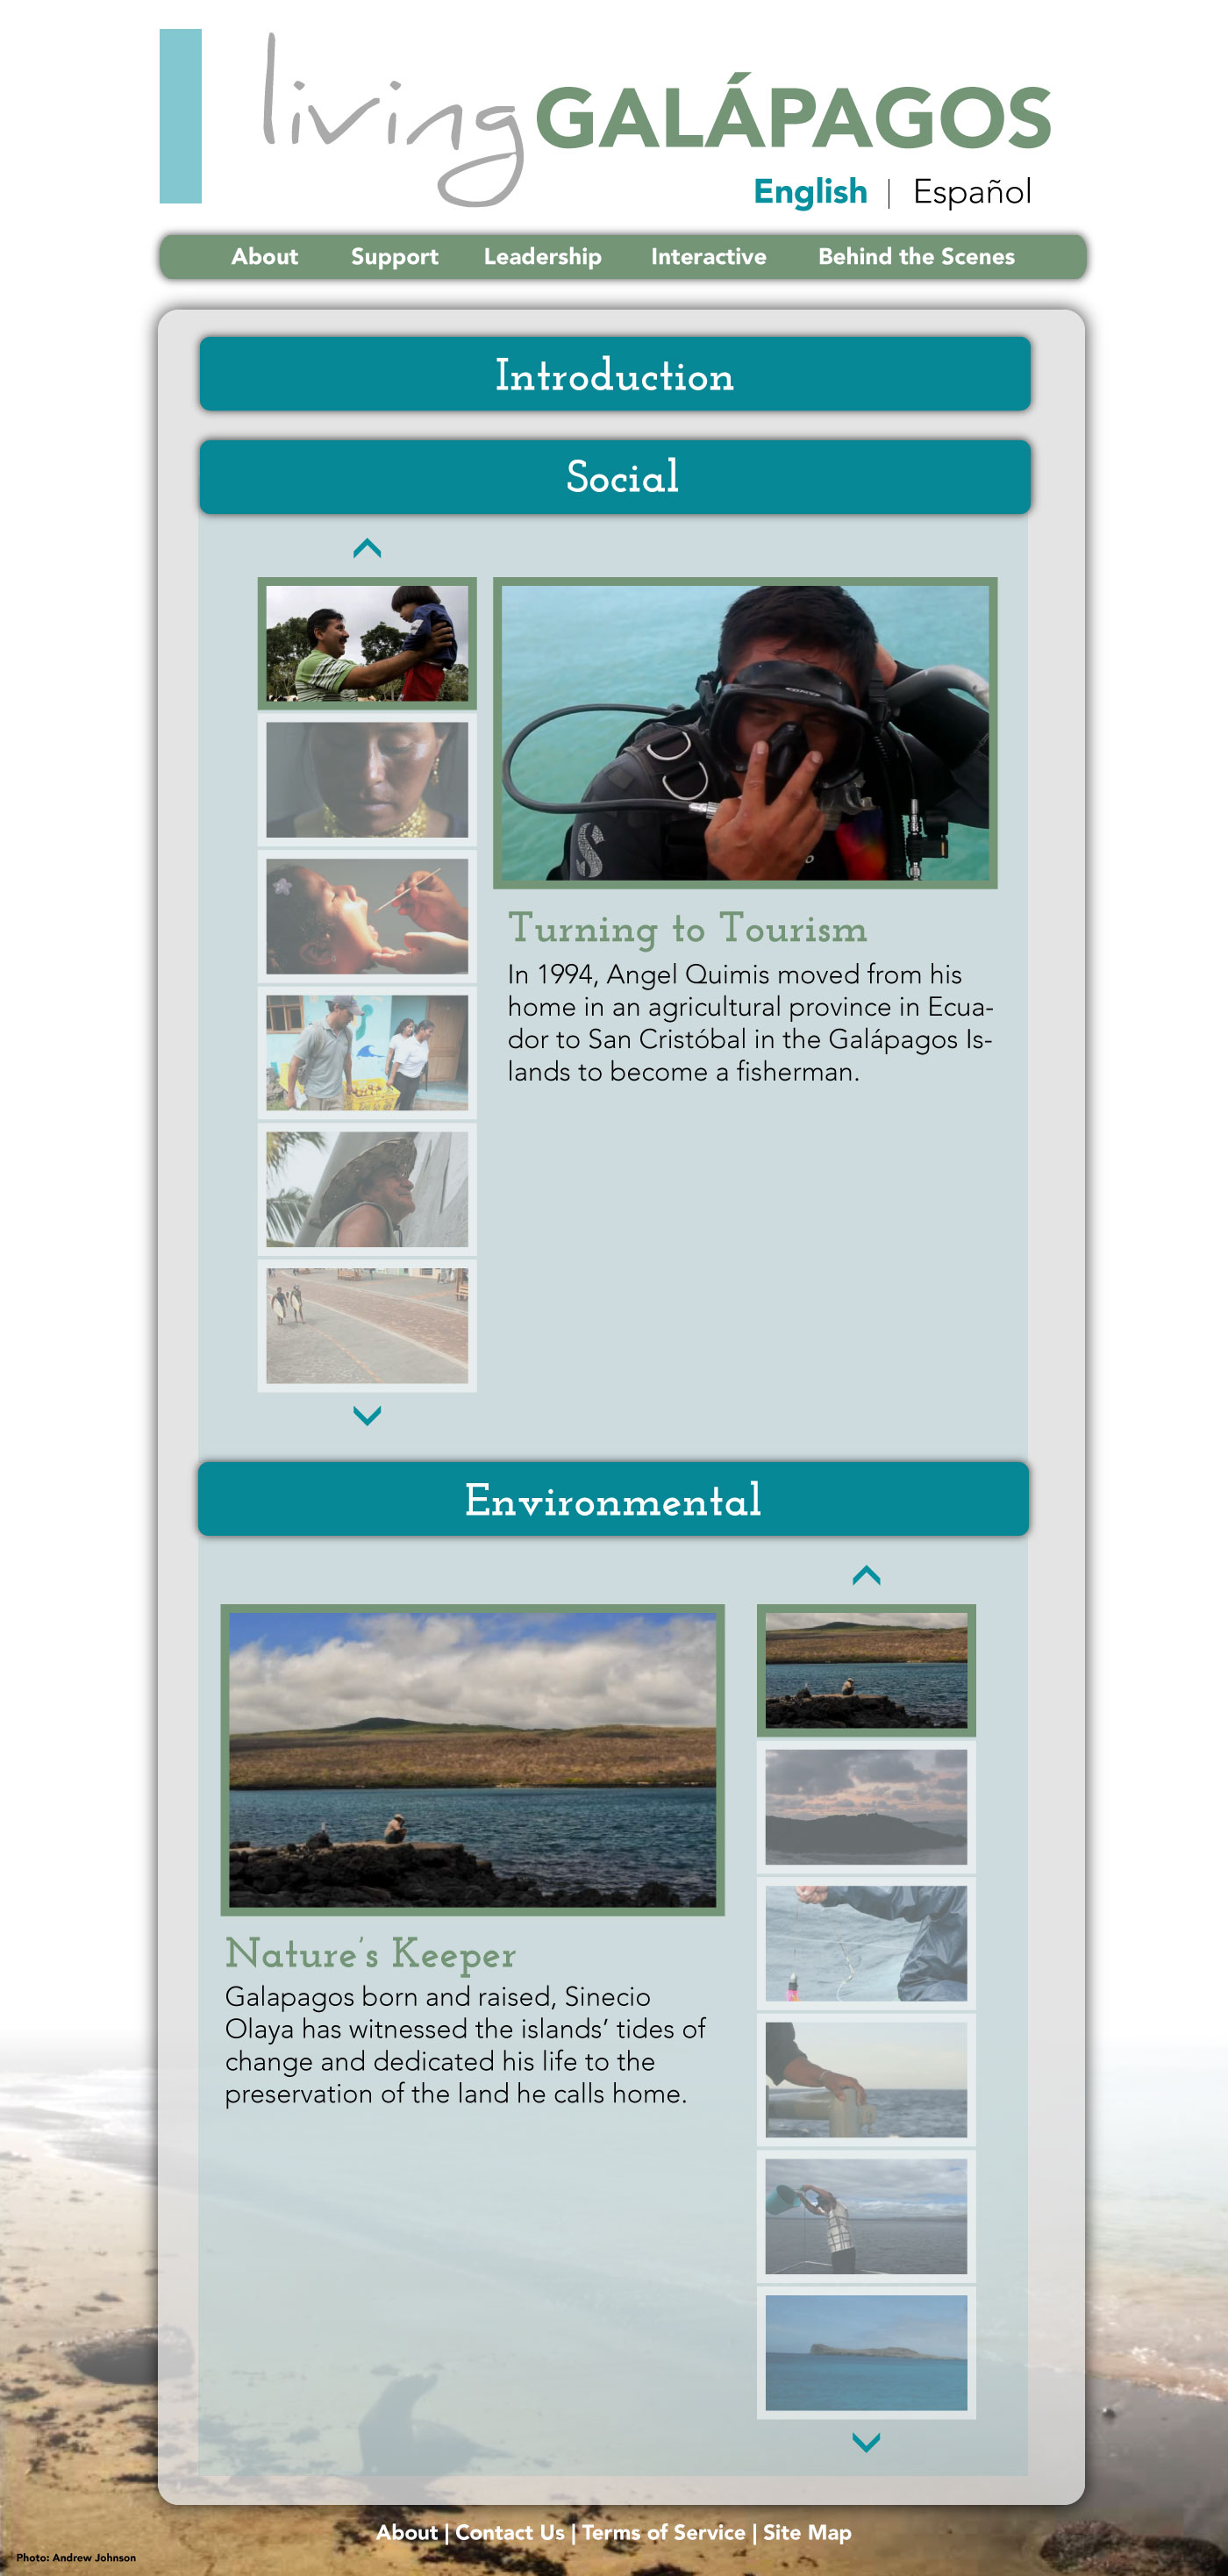 living GALÁPAGOS
English | Español
About Support Leadership Interactive Behind the Scenes
Introduction
Social
Turning to Tourism
In 1994, Angel Quimis moved from his
home in an agricultural province in Ecua-
dor to San Cristóbal in the Galápagos Is-
lands to become a fisherman.
Environmental
Nature's Keeper
Galapagos born and raised, Sinecio
Olaya has witnessed the islands’ tides of
change and dedicated his life to the
preservation of the land he calls home.
About | Contact Us | Terms of Service | Site Map
Photo: Andrew Johnson